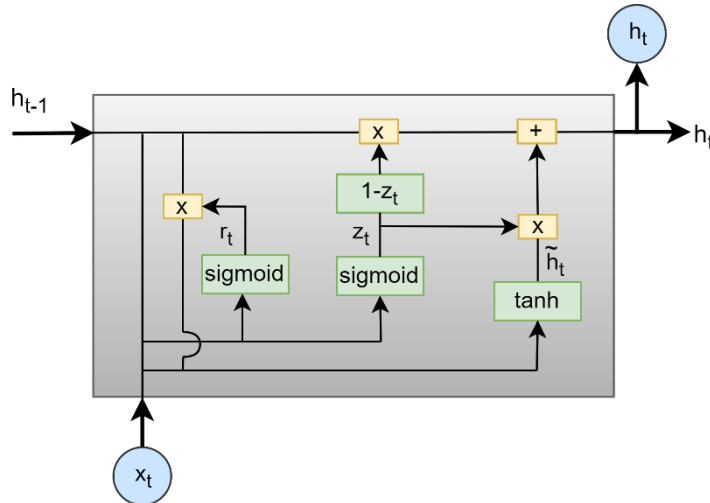 h_t
h_{t-1}
x
+
h_t
1-z_t
x
r_t
z_t
x
h̃_t
sigmoid
sigmoid
tanh
x_t